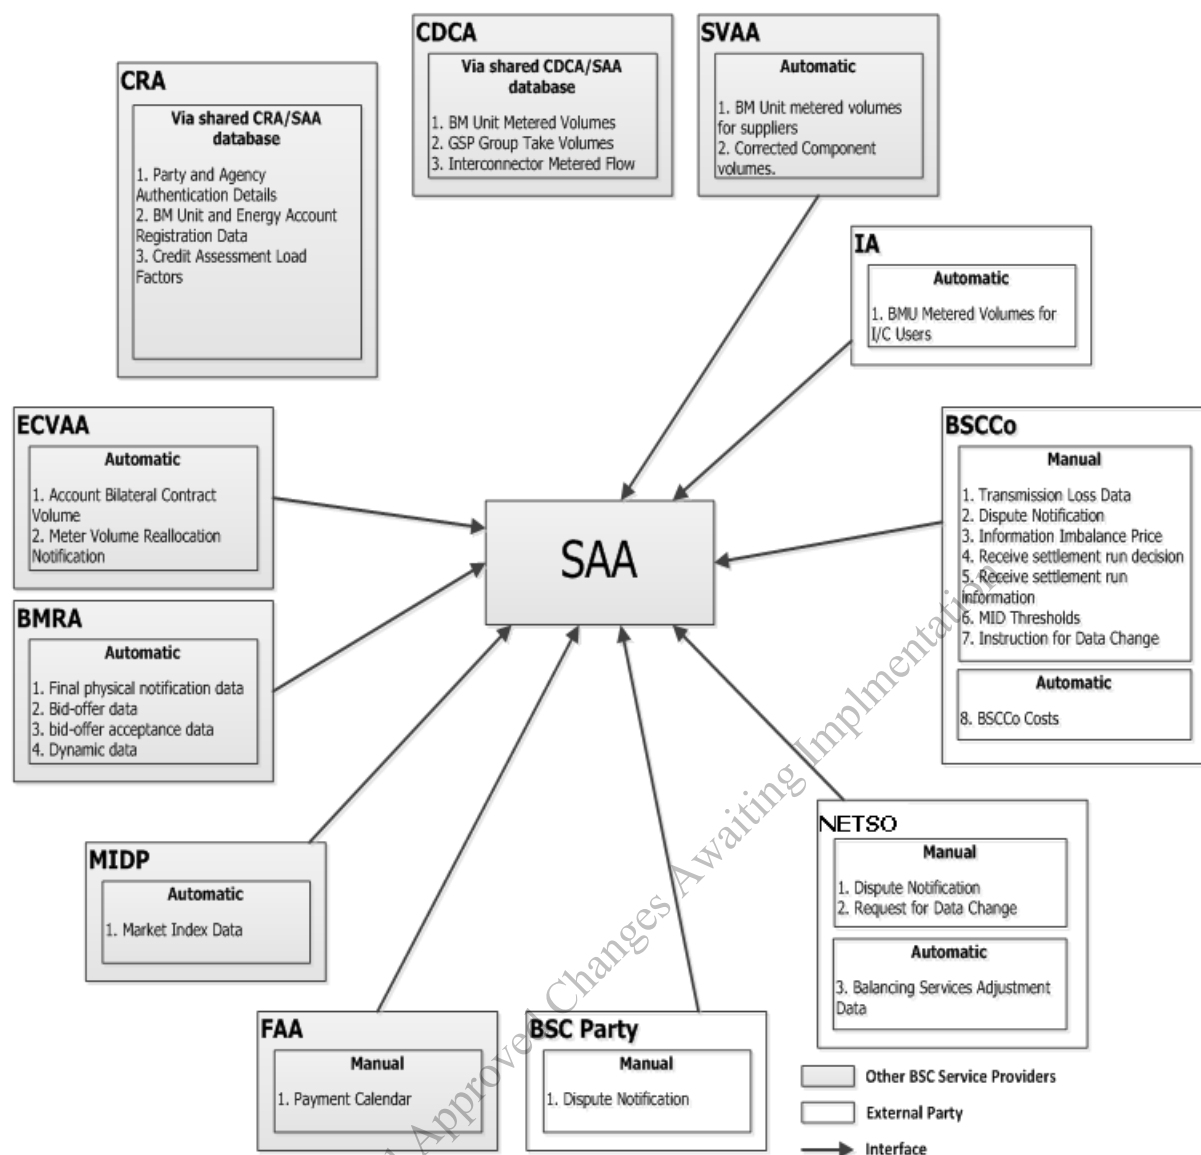 CDCA
Via shared CDCA/SAA
database
1. BM Unit Metered Volumes
2. GSP Group Take Volumes
3. Interconnector Metered Flow
SVAA
Automatic
1. BM Unit metered volumes
for suppliers
2. Corrected Component
volumes.
CRA
Via shared CRA/SAA
database
1. Party and Agency
Authentication Details
2. BM Unit and Energy Account
Registration Data
3. Credit Assessment Load
Factors
IA
Automatic
1. BMU Metered Volumes for
I/C Users
ECVAA
Automatic
1. Account Bilateral Contract
Volume
2. Meter Volume Reallocation
Notification
SAA
BSCCo
Manual
1. Transmission Loss Data
2. Dispute Notification
3. Information Imbalance Price
4. Receive settlement run decision
5. Receive settlement run
information
6. MID Thresholds
7. Instruction for Data Change
Automatic
8. BSCCo Costs
BMRA
Automatic
1. Final physical notification data
2. Bid-offer data
3. bid-offer acceptance data
4. Dynamic data
MIDP
Automatic
1. Market Index Data
NETSO
Manual
1. Dispute Notification
2. Request for Data Change
Automatic
3. Balancing Services Adjustment
Data
FAA
Manual
1. Payment Calendar
BSC Party
Manual
1. Dispute Notification
Other BSC Service Providers
External Party
Interface
Approved Changes Awaiting Implmentation